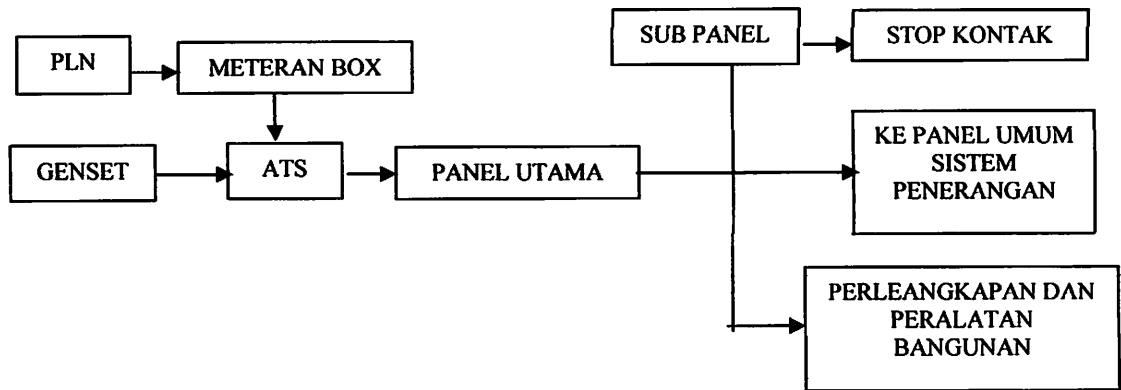 PLN
METERAN BOX
GENSET
ATS
PANEL UTAMA
SUB PANEL
STOP KONTAK
KE PANEL UMUM
SISTEM
PENERANGAN
PERLEANGKAPAN DAN
PERALATAN
BANGUNAN